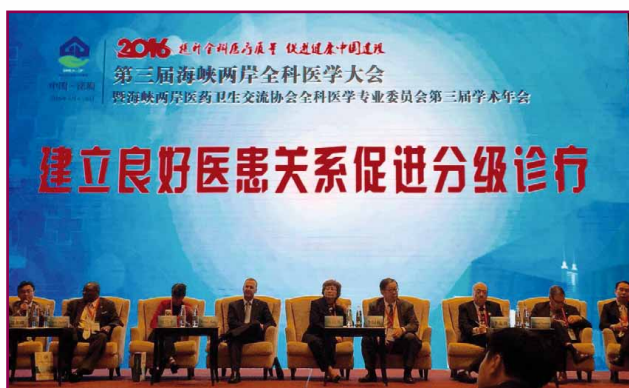 2016 提升全科医疗质量 促进健康中国建设
第三届海峡两岸全科医学大会
暨海峡两岸医药卫生交流协会全科医学专业委员会第三届学术年会
建立良好医患关系促进分级诊疗